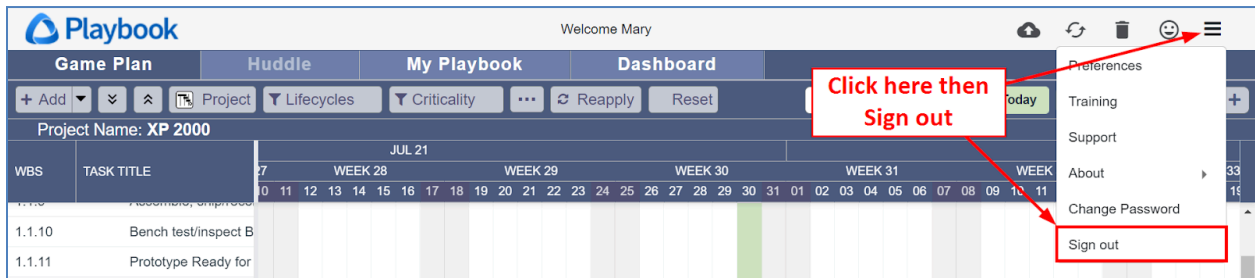 Playbook
Welcome Mary
Game Plan Huddle My Playbook Dashboard
+ Add Project Lifecycles Criticality ... Reapply Reset
Click here then
Sign out
Today
+
Preferences
Training
Support
About
Change Password
Sign out
Project Name: XP 2000
WBS TASK TITLE
JUL 21
27 WEEK 28 WEEK 29 WEEK 30 WEEK 31 WEEK 33
10 11 12 13 14 15 16 17 18 19 20 21 22 23 24 25 26 27 28 29 30 31 01 02 03 04 05 06 07 08 09 10 11 19
1.1.10 Bench test/inspect B
1.1.11 Prototype Ready for